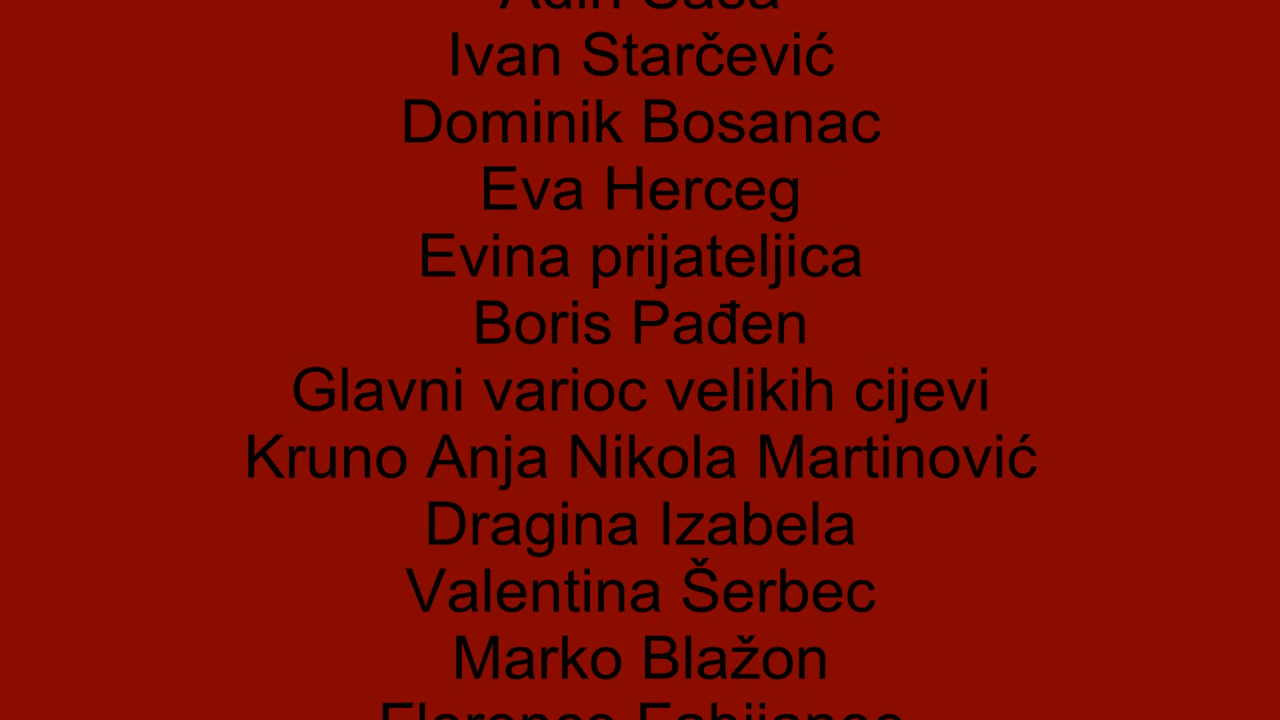 Ivan Starčević
Dominik Bosanac
Eva Herceg
Evina prijateljica
Boris Pađen
Glavni varioc velikih cijevi
Kruno Anja Nikola Martinović
Dragina Izabela
Valentina Šerbec
Marko Blažon